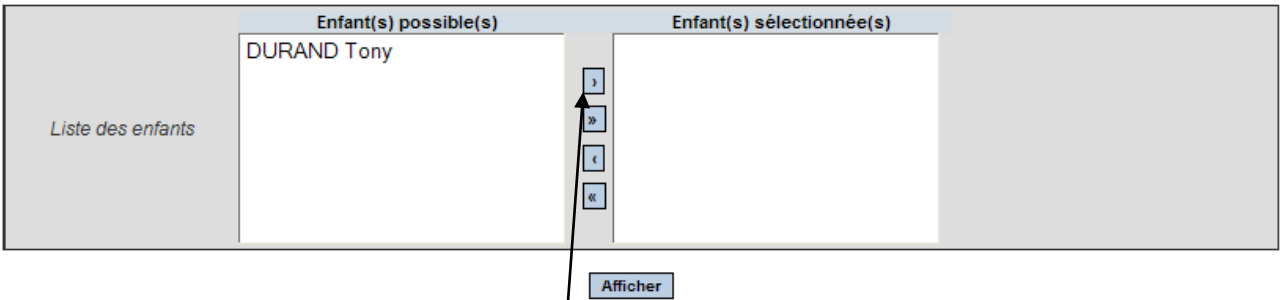 Enfant(s) possible(s) Enfant(s) sélectionnée(s)
DURAND Tony
›
»
Liste des enfants
‹
«
Afficher